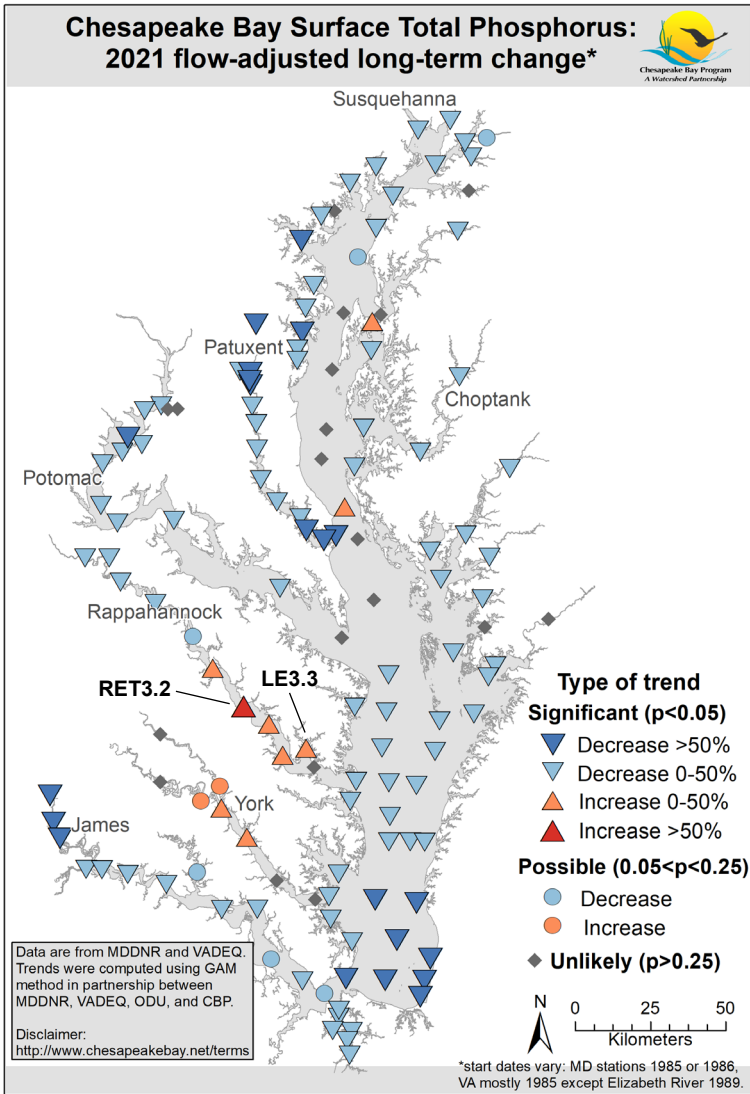 Chesapeake Bay Surface Total Phosphorus:
2021 flow-adjusted long-term change*
Chesapeake Bay Program
A Watershed Partnership
Susquehanna
Patuxent
Choptank
Potomac
Rappahannock
RET3.2
LE3.3
York
James
Type of trend
Significant (p<0.05)
Decrease >50%
Decrease 0-50%
Increase 0-50%
Increase >50%
Possible (0.05<p<0.25)
Decrease
Increase
Unlikely (p>0.25)
Data are from MDDNR and VADEQ.
Trends were computed using GAM
method in partnership between
MDDNR, VADEQ, ODU, and CBP.
Disclaimer:
http://www.chesapeakebay.net/terms
N
0 25 50
Kilometers
*start dates vary: MD stations 1985 or 1986,
VA mostly 1985 except Elizabeth River 1989.